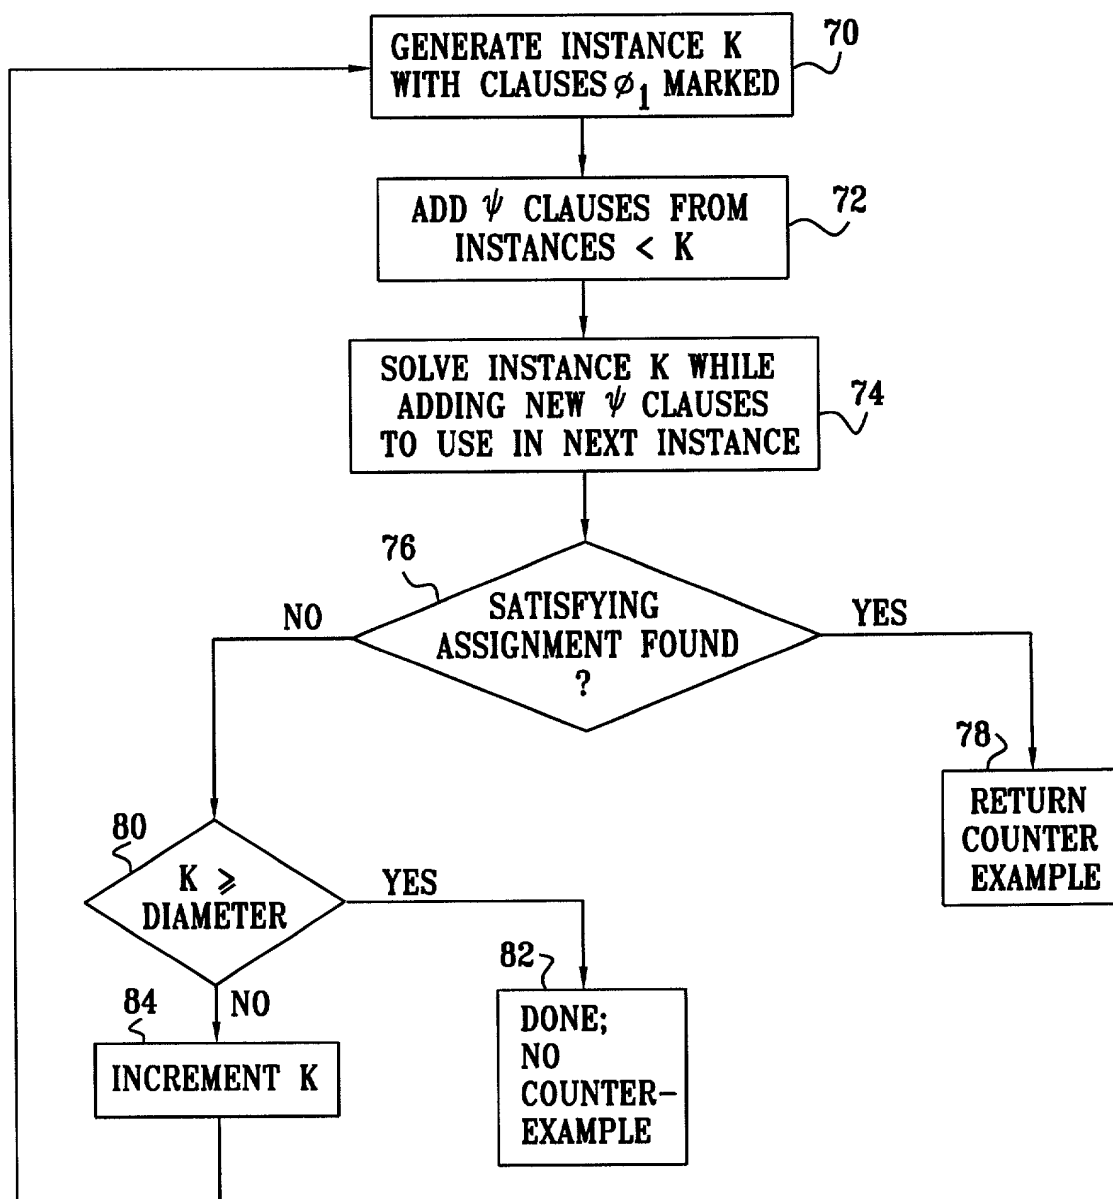 GENERATE INSTANCE K
WITH CLAUSES ø1 MARKED
70
ADD ψ CLAUSES FROM
INSTANCES < K
72
SOLVE INSTANCE K WHILE
ADDING NEW ψ CLAUSES
TO USE IN NEXT INSTANCE
74
76
SATISFYING
ASSIGNMENT FOUND
?
NO
YES
78
RETURN
COUNTER
EXAMPLE
80
K ⩾
DIAMETER
YES
NO
82
DONE;
NO
COUNTER-
EXAMPLE
84
INCREMENT K